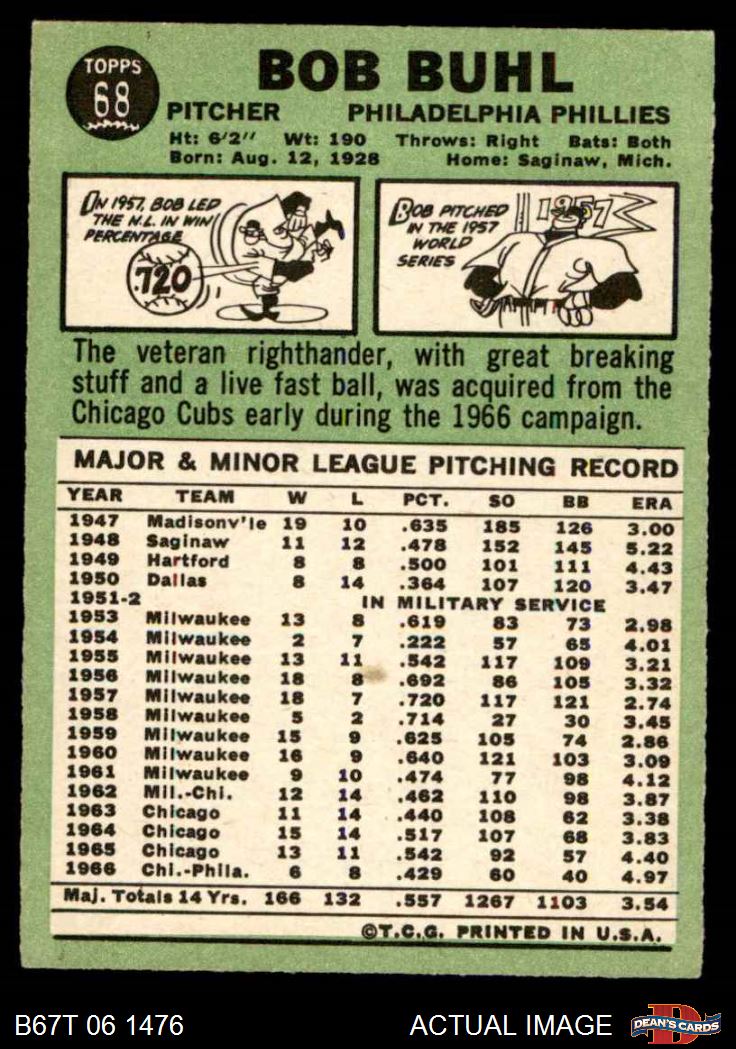 TOPPS
68
BOB BUHL
PITCHER PHILADELPHIA PHILLIES
Ht: 6'2" Wt: 190 Throws: Right Bats: Both
Born: Aug. 12, 1928 Home: Saginaw, Mich.
IN 1957, BOB LED
THE N.L. IN WIN
PERCENTAGE
.720
BOB PITCHED
IN THE 1957
WORLD
SERIES
1957
The veteran righthander, with great breaking
stuff and a live fast ball, was acquired from the
Chicago Cubs early during the 1966 campaign.
MAJOR & MINOR LEAGUE PITCHING RECORD
YEAR TEAM W L PCT. SO BB ERA
1947 Madisonv'le 19 10 .635 185 126 3.00
1948 Saginaw 11 12 .478 152 145 5.22
1949 Hartford 8 8 .500 101 111 4.43
1950 Dallas 8 14 .364 107 120 3.47
1951-2 IN MILITARY SERVICE
1953 Milwaukee 13 8 .619 83 73 2.98
1954 Milwaukee 2 7 .222 57 65 4.01
1955 Milwaukee 13 11 .542 117 109 3.21
1956 Milwaukee 18 8 .692 86 105 3.32
1957 Milwaukee 18 7 .720 117 121 2.74
1958 Milwaukee 5 2 .714 27 30 3.45
1959 Milwaukee 15 9 .625 105 74 2.86
1960 Milwaukee 16 9 .640 121 103 3.09
1961 Milwaukee 9 10 .474 77 98 4.12
1962 Mil.-Chi. 12 14 .462 110 98 3.87
1963 Chicago 11 14 .440 108 62 3.38
1964 Chicago 15 14 .517 107 68 3.83
1965 Chicago 13 11 .542 92 57 4.40
1966 Chi.-Phila. 6 8 .429 60 40 4.97
Maj. Totals 14 Yrs. 166 132 .557 1267 1103 3.54
©T.C.G. PRINTED IN U.S.A.
B67T 06 1476 ACTUAL IMAGE
D
DEAN'S CARDS